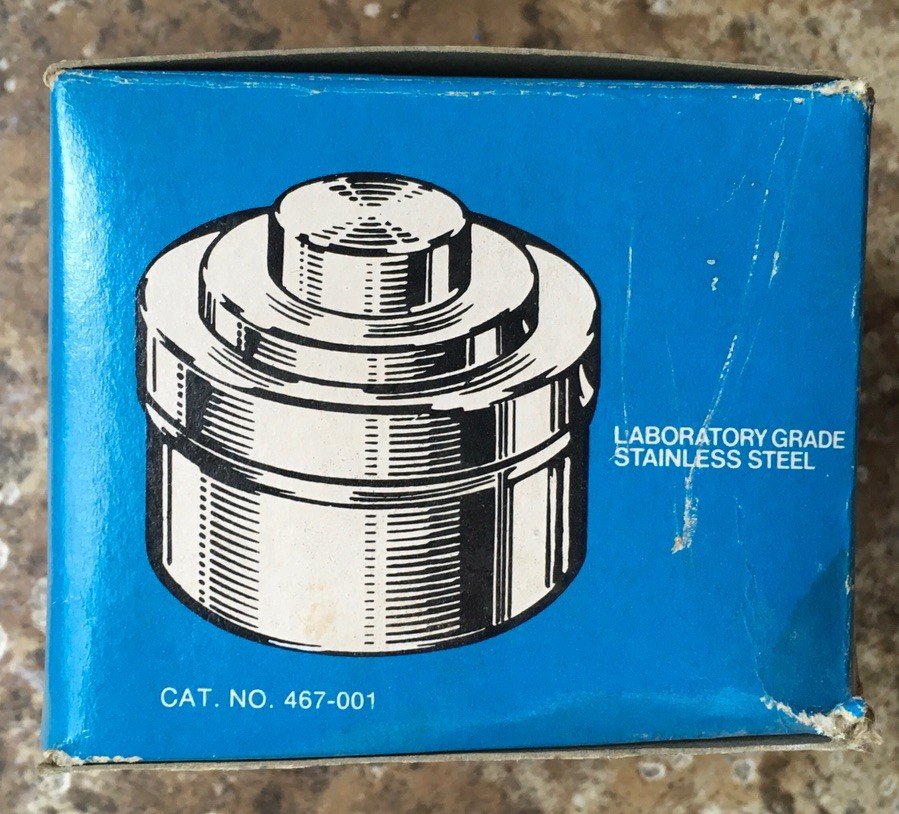 LABORATORY GRADE
STAINLESS STEEL
CAT. NO. 467-001